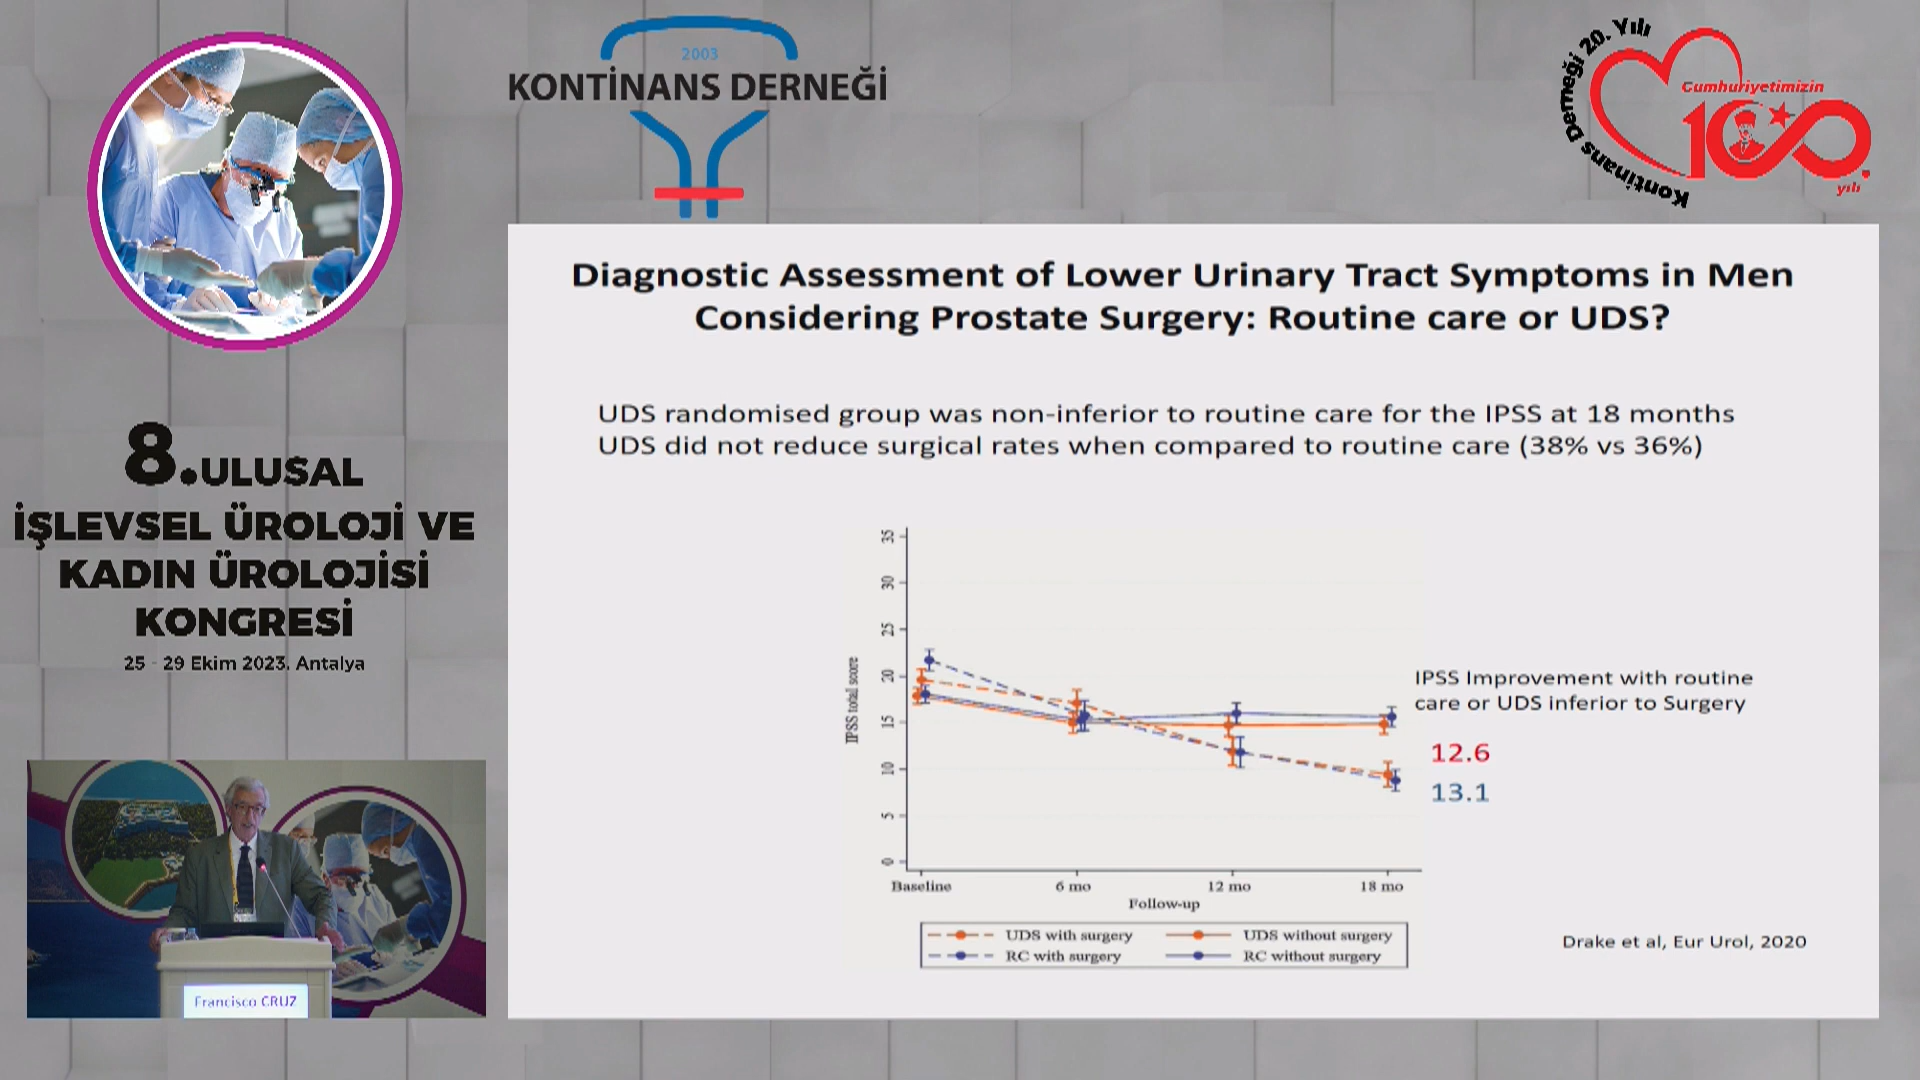 2003
KONTİNANS DERNEĞİ
Kontinans Derneği 20. Yılı
Cumhuriyetimizin
100.
yılı
8.ULUSAL
İŞLEVSEL ÜROLOJİ VE
KADIN ÜROLOJİSİ
KONGRESİ
25 - 29 Ekim 2023. Antalya
Francisco CRUZ
Diagnostic Assessment of Lower Urinary Tract Symptoms in Men
Considering Prostate Surgery: Routine care or UDS?
UDS randomised group was non-inferior to routine care for the IPSS at 18 months
UDS did not reduce surgical rates when compared to routine care (38% vs 36%)
IPSS total score
35
30
25
20
15
10
5
0
Baseline 6 mo 12 mo 18 mo
Follow-up
UDS with surgery UDS without surgery
RC with surgery RC without surgery
IPSS Improvement with routine
care or UDS inferior to Surgery
12.6
13.1
Drake et al, Eur Urol, 2020